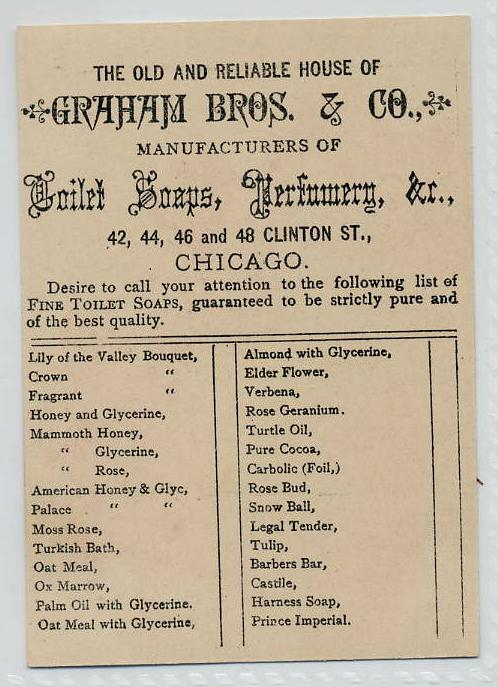 THE OLD AND RELIABLE HOUSE OF
GRAHAM BROS. & CO.,
MANUFACTURERS OF
Toilet Soaps, Perfumery, &c.,
42, 44, 46 and 48 CLINTON ST.,
CHICAGO.
Desire to call your attention to the following list of
FINE TOILET SOAPS, guaranteed to be strictly pure and
of the best quality.
Lily of the Valley Bouquet,
Crown “
Fragrant “
Honey and Glycerine,
Mammoth Honey,
“ Glycerine,
“ Rose,
American Honey & Glyc,
Palace “ “
Moss Rose,
Turkish Bath,
Oat Meal,
Ox Marrow,
Palm Oil with Glycerine.
Oat Meal with Glycerine,
Almond with Glycerine,
Elder Flower,
Verbena,
Rose Geranium.
Turtle Oil,
Pure Cocoa,
Carbolic (Foil,)
Rose Bud,
Snow Ball,
Legal Tender,
Tulip,
Barbers Bar,
Castile,
Harness Soap,
Prince Imperial.